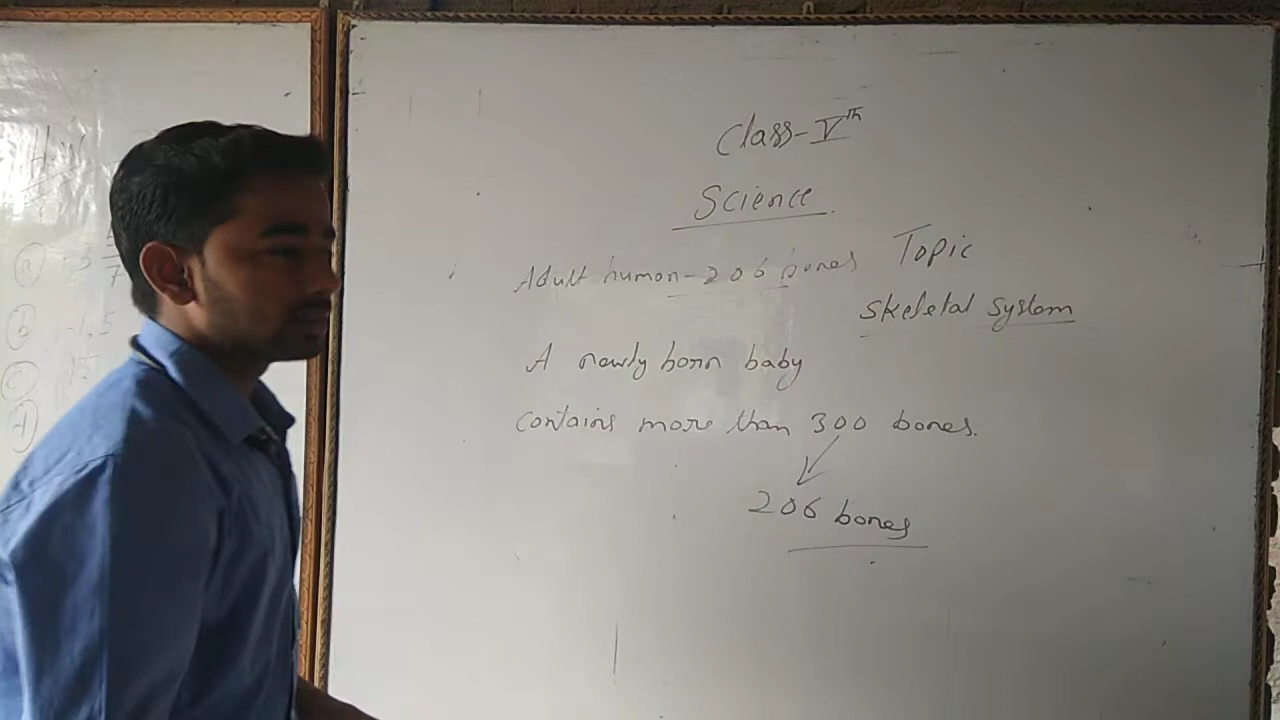 Class-Vth
Science
Adult human-206 bones
Topic
Skeletal system
A newly born baby
contains more than 300 bones.
206 bones